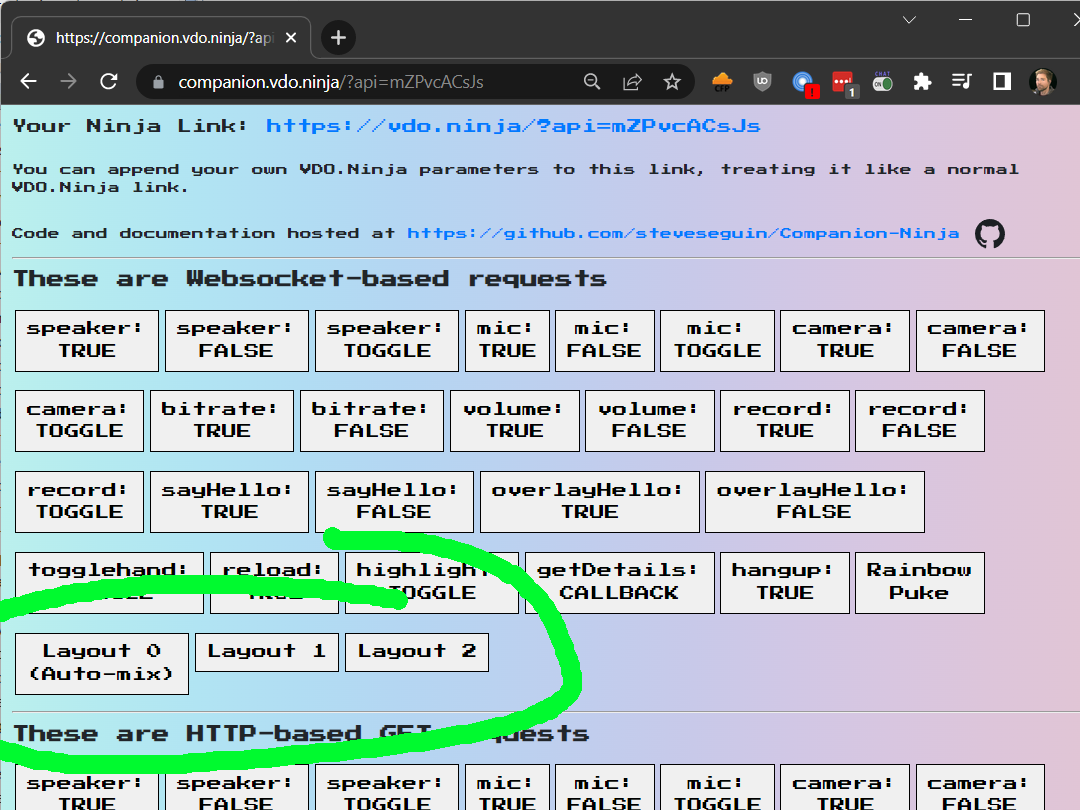 https://companion.vdo.ninja/?api
companion.vdo.ninja/?api=mZPvcACsJs
CFP
UD
!
1
CHAT
ON
Your Ninja Link: https://vdo.ninja/?api=mZPvcACsJs
You can append your own VDO.Ninja parameters to this link, treating it like a normal
VDO.Ninja link.
Code and documentation hosted at https://github.com/steveseguin/Companion-Ninja
These are Websocket-based requests
speaker: TRUE
speaker: FALSE
speaker: TOGGLE
mic: TRUE
mic: FALSE
mic: TOGGLE
camera: TRUE
camera: FALSE
camera: TOGGLE
bitrate: TRUE
bitrate: FALSE
volume: TRUE
volume: FALSE
record: TRUE
record: FALSE
record: TOGGLE
sayHello: TRUE
sayHello: FALSE
overlayHello: TRUE
overlayHello: FALSE
togglehand:
reload: TRUE
highlight TOGGLE
getDetails: CALLBACK
hangup: TRUE
Rainbow Puke
Layout 0 (Auto-mix)
Layout 1
Layout 2
These are HTTP-based GET requests
speaker: TRUE
speaker: FALSE
speaker: TOGGLE
mic: TRUE
mic: FALSE
mic: TOGGLE
camera: TRUE
camera: FALSE